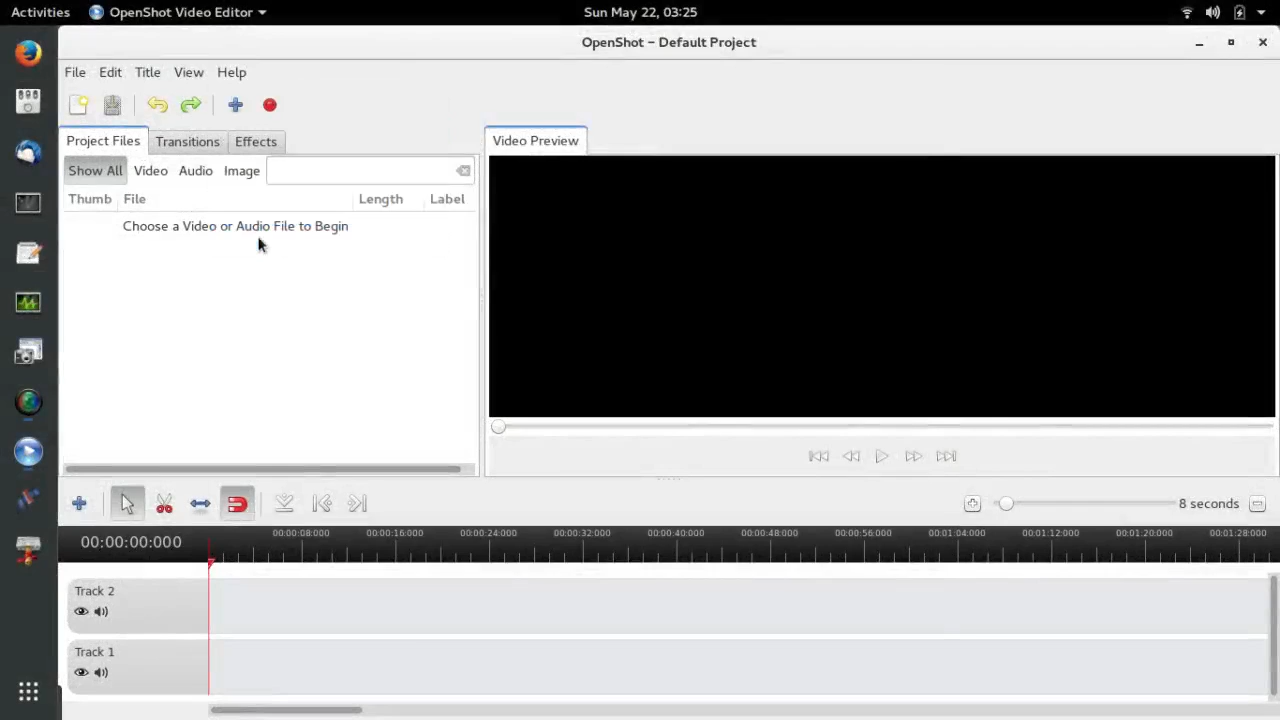 Activities OpenShot Video Editor Sun May 22, 03:25
OpenShot – Default Project
File Edit Title View Help
Project Files Transitions Effects Video Preview
Show All Video Audio Image
Thumb File Length Label
Choose a Video or Audio File to Begin
8 seconds
00:00:00:000 00:00:08:000 00:00:16:000 00:00:24:000 00:00:32:000 00:00:40:000 00:00:48:000 00:00:56:000 00:01:04:000 00:01:12:000 00:01:20:000 00:01:28:000
Track 2
Track 1